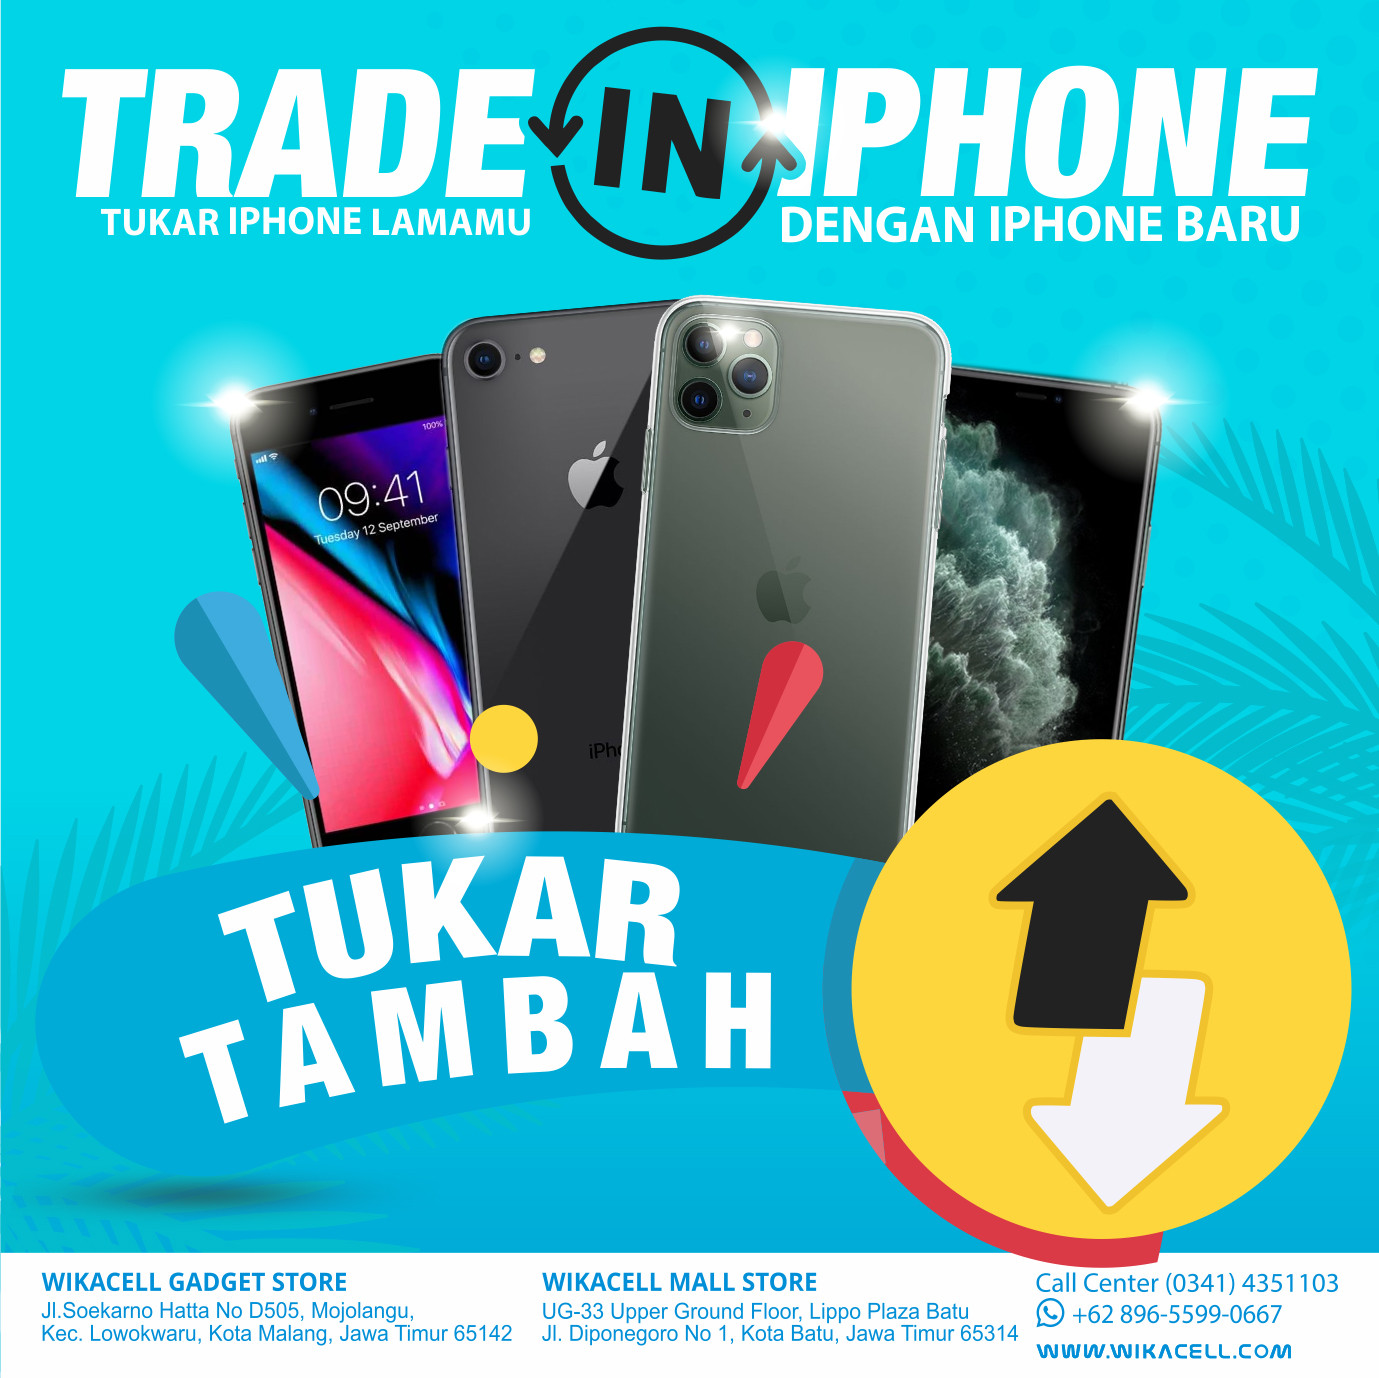 TRADE IN IPHONE
TUKAR IPHONE LAMAMU
DENGAN IPHONE BARU
100%
09:41
Tuesday 12 September
iPh
TUKAR
TAMBAH
WIKACELL GADGET STORE
Jl.Soekarno Hatta No D505, Mojolangu,
Kec. Lowokwaru, Kota Malang, Jawa Timur 65142
WIKACELL MALL STORE
UG-33 Upper Ground Floor, Lippo Plaza Batu
Jl. Diponegoro No 1, Kota Batu, Jawa Timur 65314
Call Center (0341) 4351103
+62 896-5599-0667
WWW.WIKACELL.COM